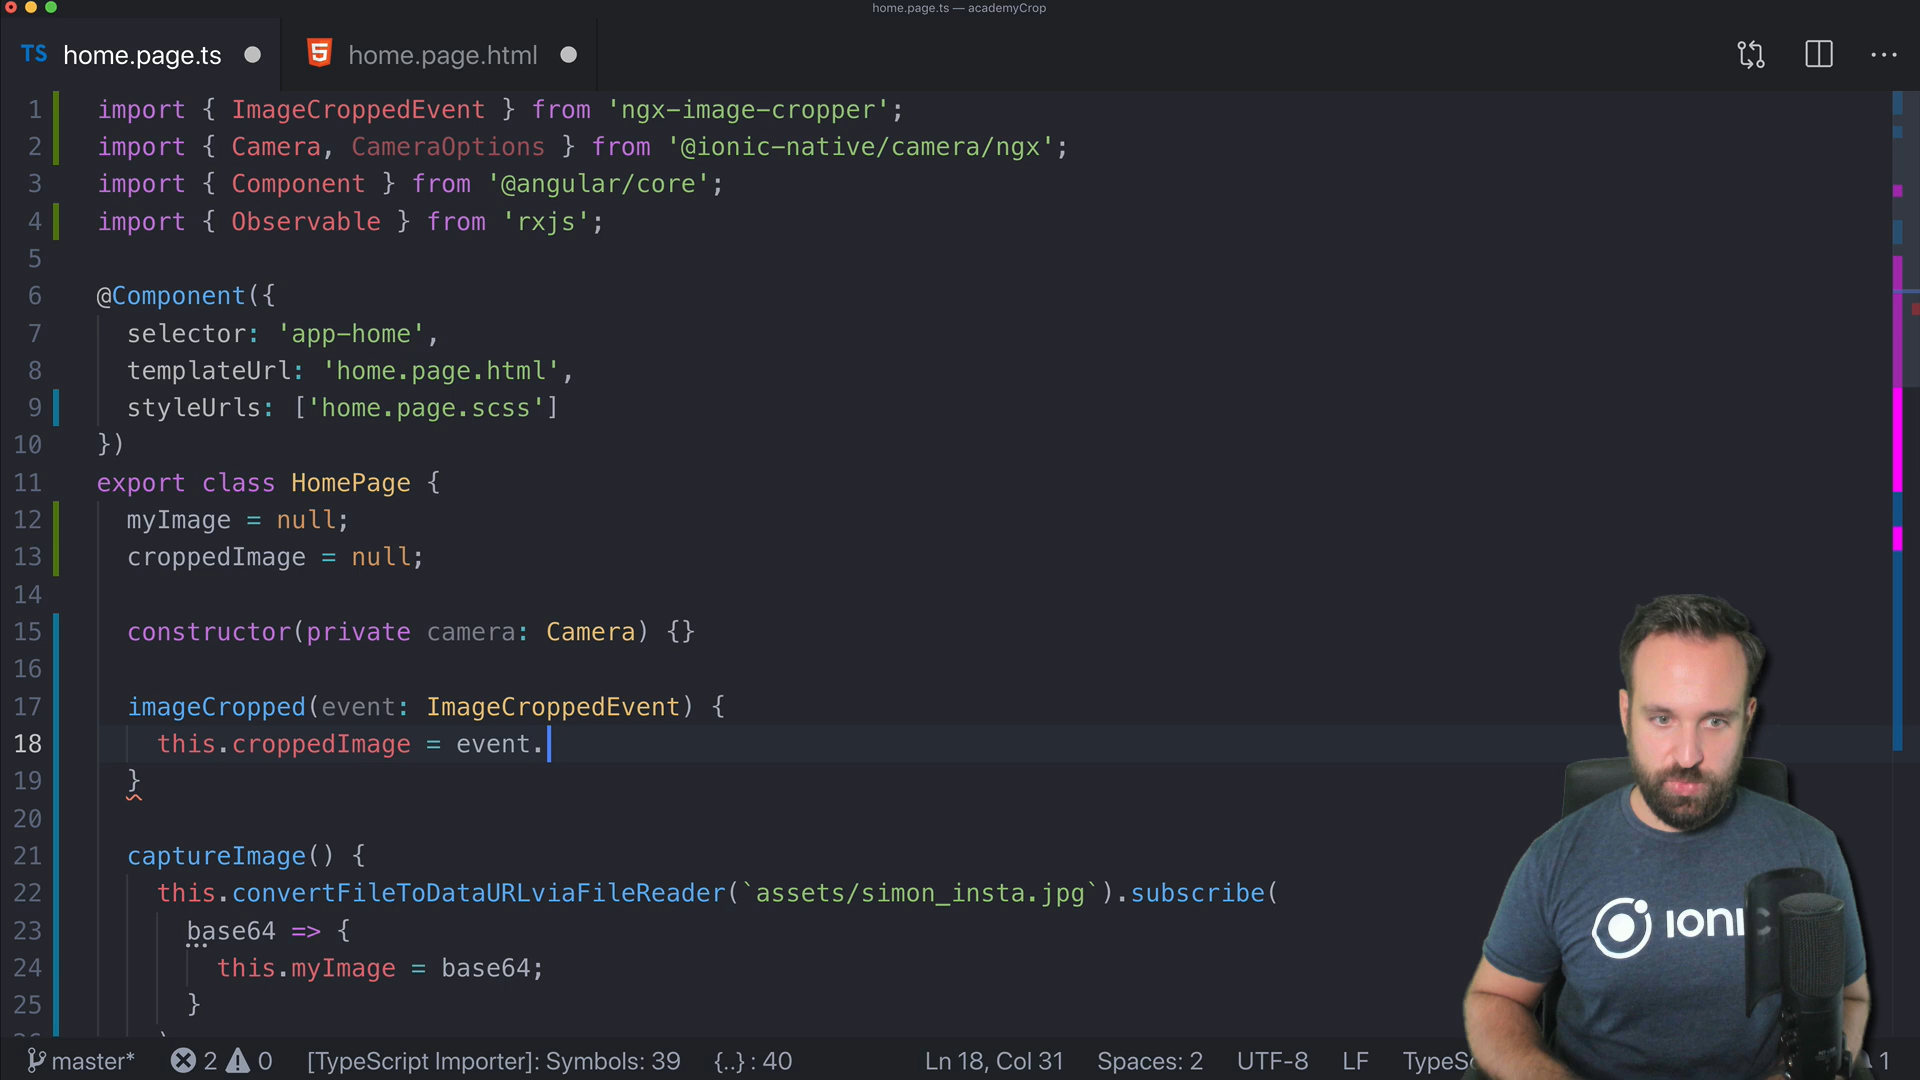 home.page.ts — academyCrop
TS home.page.ts
5 home.page.html
1 import { ImageCroppedEvent } from 'ngx-image-cropper';
2 import { Camera, CameraOptions } from '@ionic-native/camera/ngx';
3 import { Component } from '@angular/core';
4 import { Observable } from 'rxjs';
5
6 @Component({
7 selector: 'app-home',
8 templateUrl: 'home.page.html',
9 styleUrls: ['home.page.scss']
10 })
11 export class HomePage {
12 myImage = null;
13 croppedImage = null;
14
15 constructor(private camera: Camera) {}
16
17 imageCropped(event: ImageCroppedEvent) {
18 this.croppedImage = event.
19 }
20
21 captureImage() {
22 this.convertFileToDataURLviaFileReader(`assets/simon_insta.jpg`).subscribe(
23 base64 => {
24 this.myImage = base64;
25 }
ionic
master* 2 0 [TypeScript Importer]: Symbols: 39 {..} : 40 Ln 18, Col 31 Spaces: 2 UTF-8 LF TypeSc 1